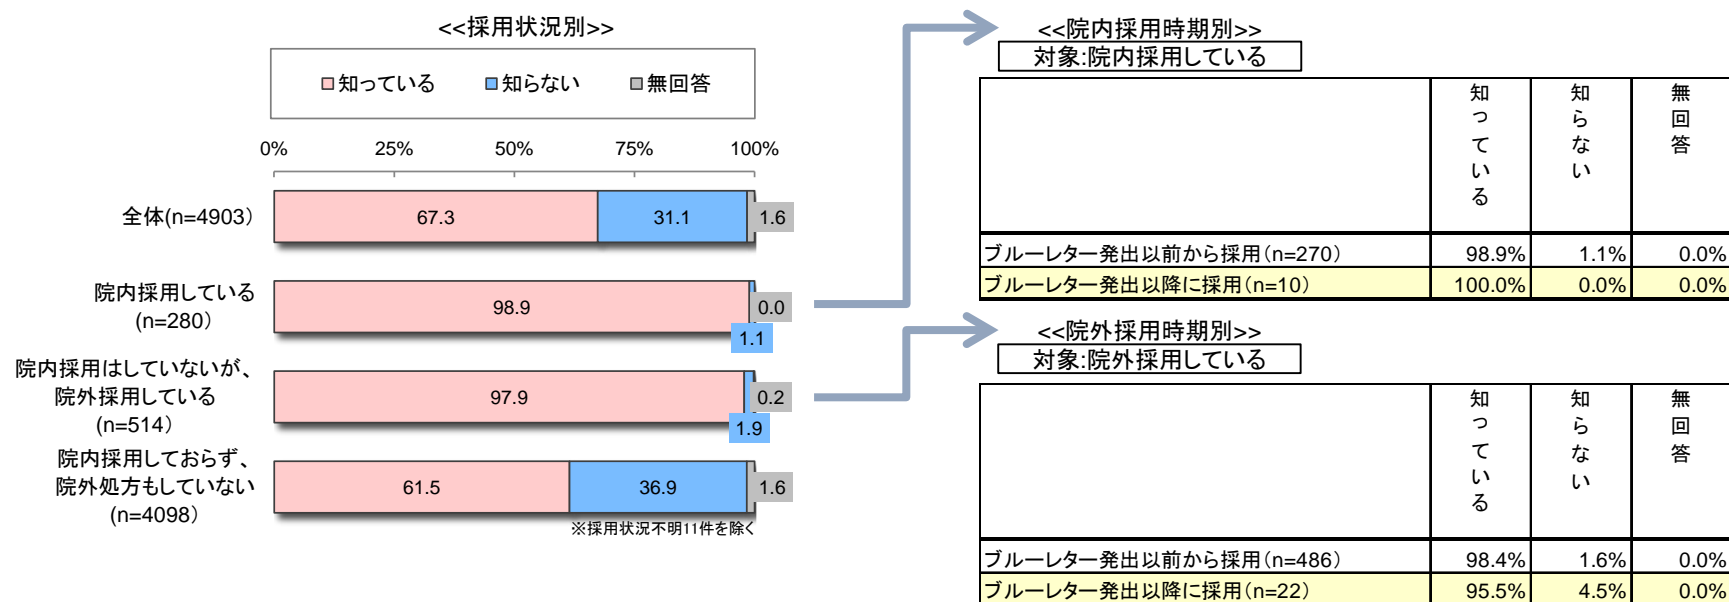 <<採用状況別>>
知っている 知らない 無回答
0% 25% 50% 75% 100%
全体(n=4903) 67.3 31.1 1.6
院内採用している
(n=280) 98.9 1.1 0.0
院内採用はしていないが、
院外採用している
(n=514) 97.9 1.9 0.2
院内採用しておらず、
院外処方もしていない
(n=4098) 61.5 36.9 1.6
※採用状況不明11件を除く
<<院内採用時期別>>
対象:院内採用している
知っている 知らない 無回答
ブルーレター発出以前から採用(n=270) 98.9% 1.1% 0.0%
ブルーレター発出以降に採用(n=10) 100.0% 0.0% 0.0%
<<院外採用時期別>>
対象:院外採用している
知っている 知らない 無回答
ブルーレター発出以前から採用(n=486) 98.4% 1.6% 0.0%
ブルーレター発出以降に採用(n=22) 95.5% 4.5% 0.0%